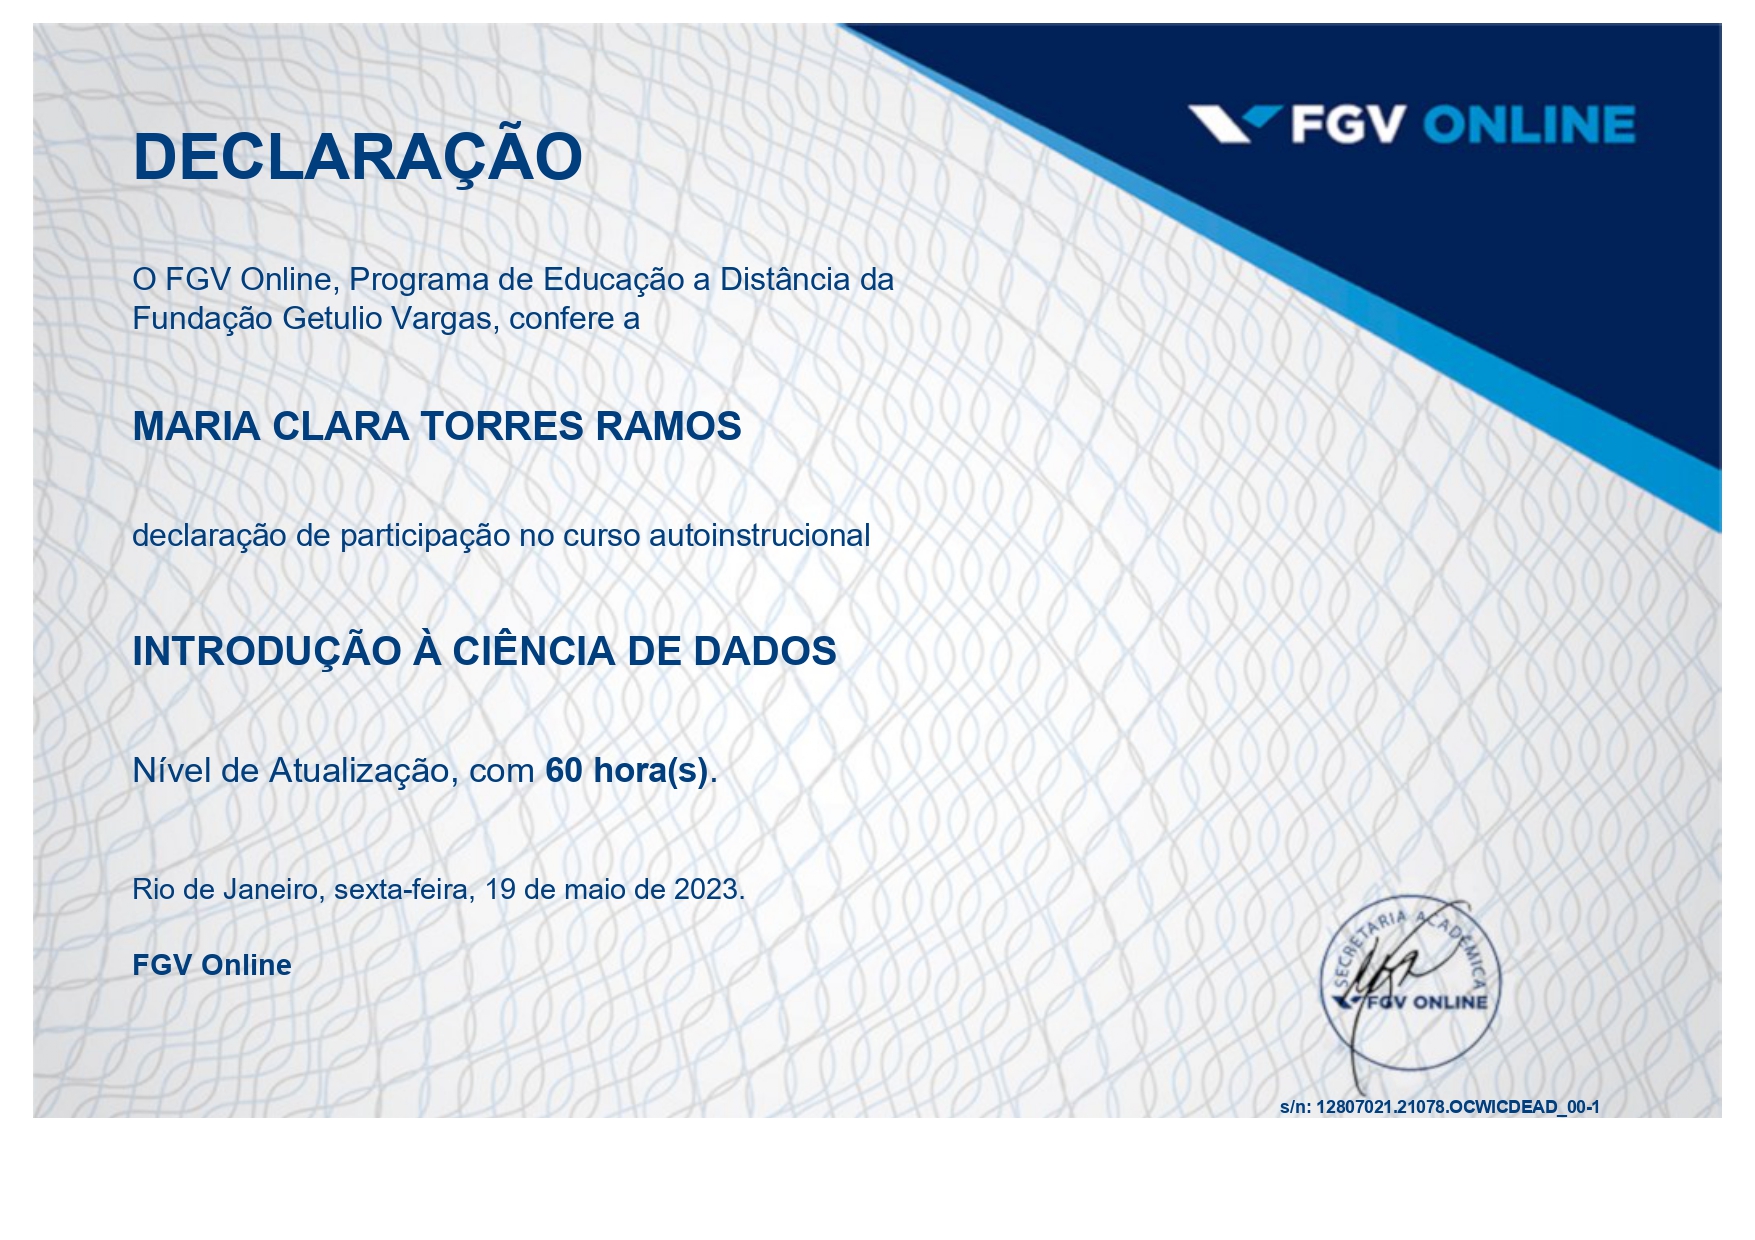 FGV ONLINE
DECLARAÇÃO
O FGV Online, Programa de Educação a Distância da
Fundação Getulio Vargas, confere a
MARIA CLARA TORRES RAMOS
declaração de participação no curso autoinstrucional
INTRODUÇÃO À CIÊNCIA DE DADOS
Nível de Atualização, com 60 hora(s).
Rio de Janeiro, sexta-feira, 19 de maio de 2023.
FGV Online
SECRETARIA ACADÊMICA
FGV ONLINE
s/n: 12807021.21078.OCWICDEAD_00-1